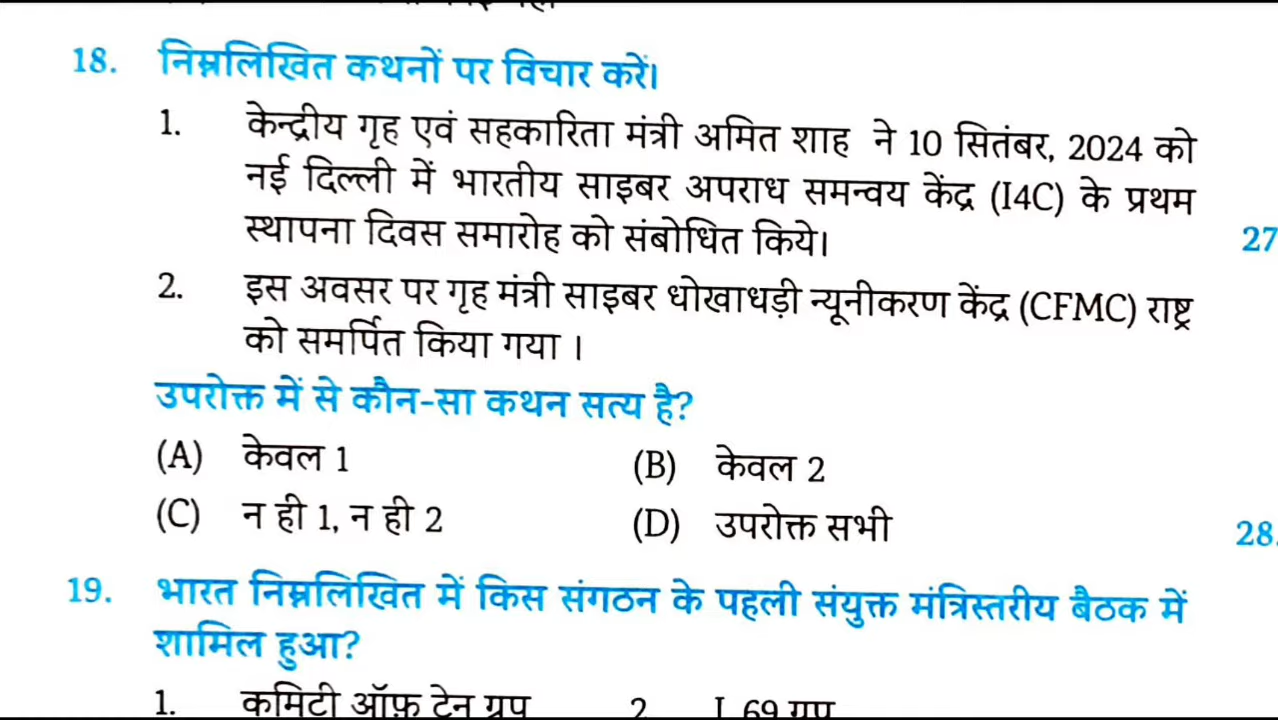 18. निम्नलिखित कथनों पर विचार करें।
1. केन्द्रीय गृह एवं सहकारिता मंत्री अमित शाह ने 10 सितंबर, 2024 को
नई दिल्ली में भारतीय साइबर अपराध समन्वय केंद्र (I4C) के प्रथम
स्थापना दिवस समारोह को संबोधित किये।
27
2. इस अवसर पर गृह मंत्री साइबर धोखाधड़ी न्यूनीकरण केंद्र (CFMC) राष्ट्र
को समर्पित किया गया ।
उपरोक्त में से कौन-सा कथन सत्य है?
(A) केवल 1 (B) केवल 2
(C) न ही 1, न ही 2 (D) उपरोक्त सभी
28.
19. भारत निम्नलिखित में किस संगठन के पहली संयुक्त मंत्रिस्तरीय बैठक में
शामिल हुआ?
1. कमिटी ऑफ़ टेन ग्रुप 2 L 69 ग्रुप